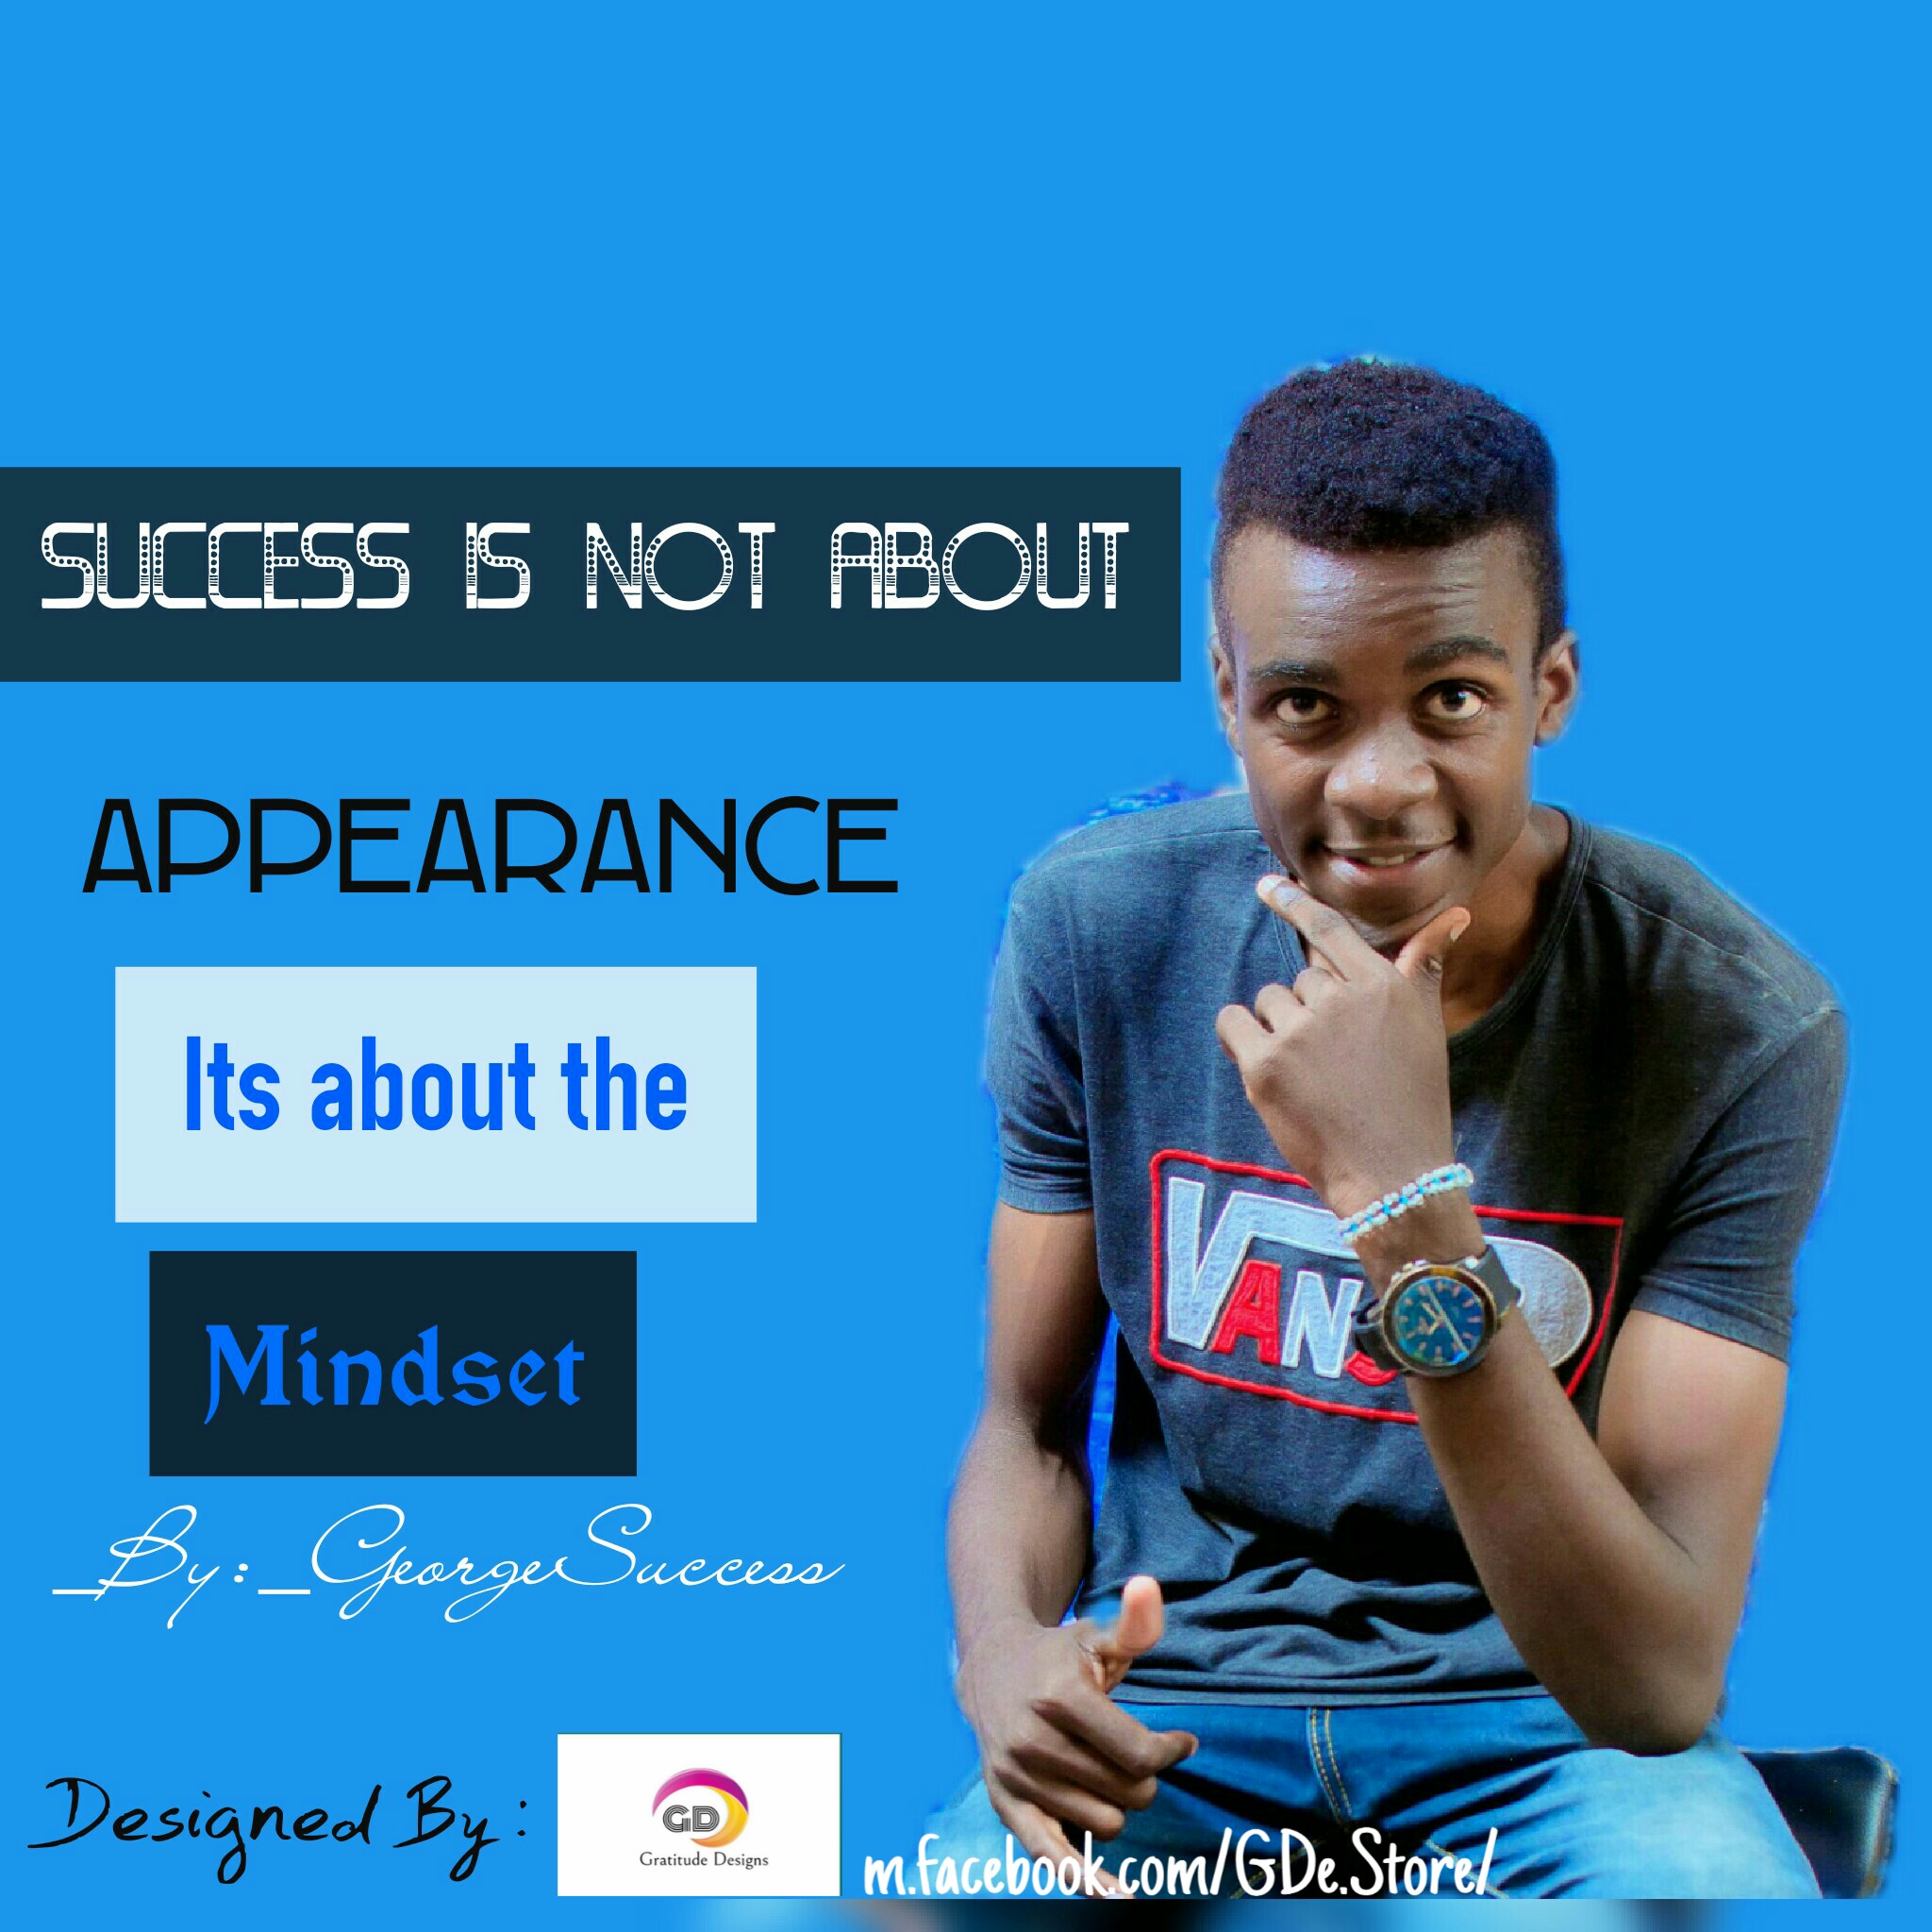 SUCCESS IS NOT ABOUT
APPEARANCE
Its about the
Mindset
_By:_GeorgeSuccess
VANS
Designed By:
GD
Gratitude Designs
m.facebook.com/GDe.Store/